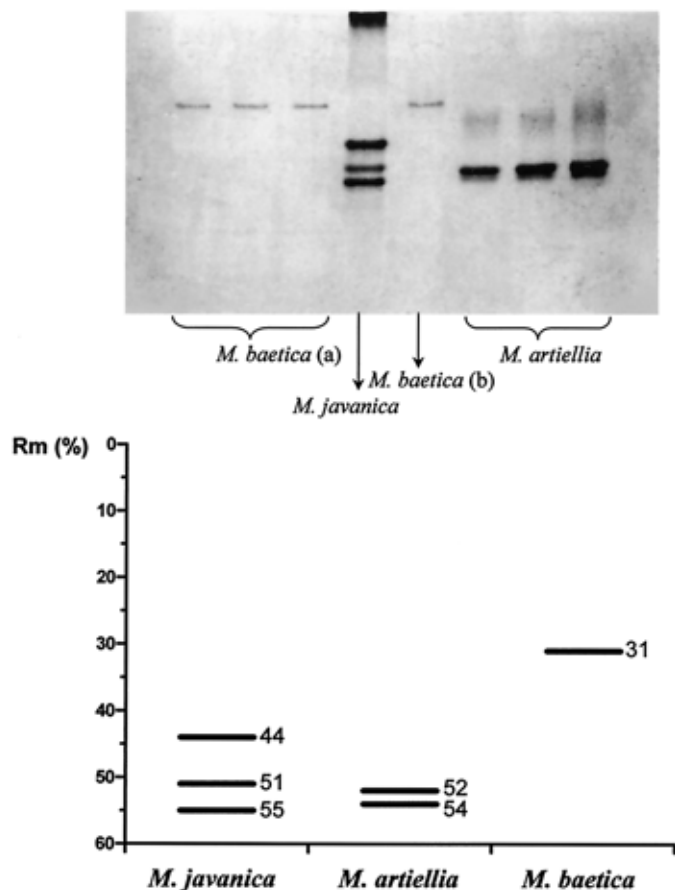 M. baetica (a)
M. baetica (b)
M. artiellia
M. javanica
Rm (%)
0
10
20
30
40
50
60
31
44
51
55
52
54
M. javanica
M. artiellia
M. baetica